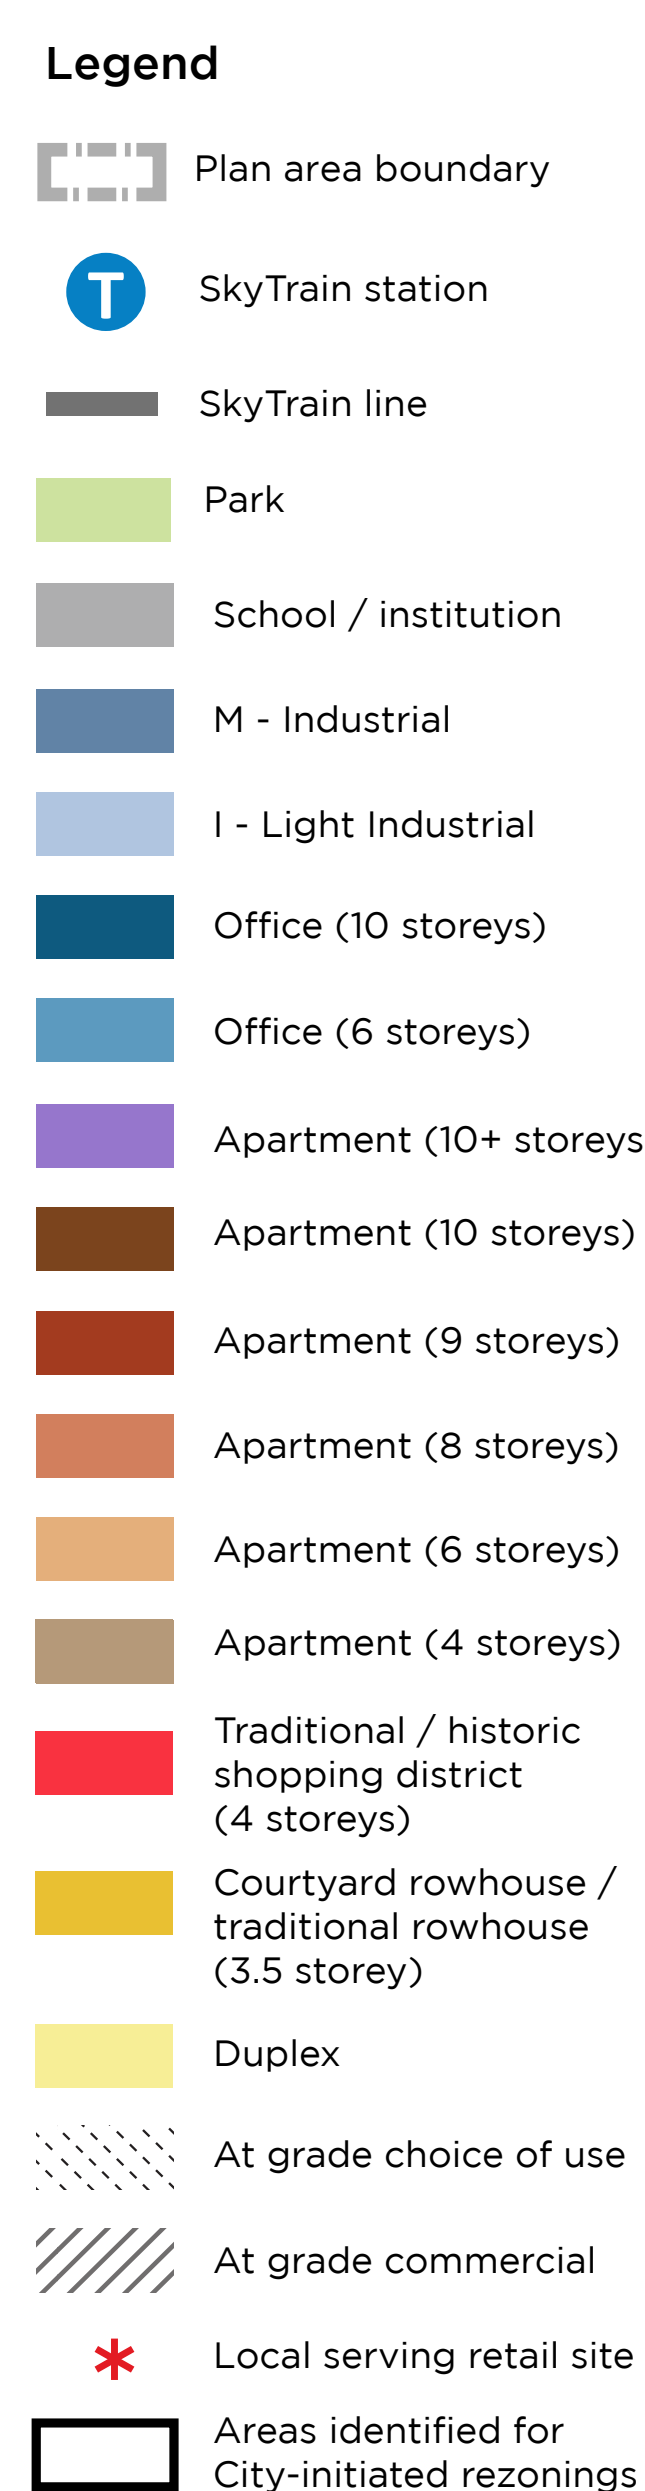 Legend
Plan area boundary
T
SkyTrain station
SkyTrain line
Park
School / institution
M - Industrial
I - Light Industrial
Office (10 storeys)
Office (6 storeys)
Apartment (10+ storeys
Apartment (10 storeys)
Apartment (9 storeys)
Apartment (8 storeys)
Apartment (6 storeys)
Apartment (4 storeys)
Traditional / historic
shopping district
(4 storeys)
Courtyard rowhouse /
traditional rowhouse
(3.5 storey)
Duplex
At grade choice of use
At grade commercial
Local serving retail site
Areas identified for
City-initiated rezonings